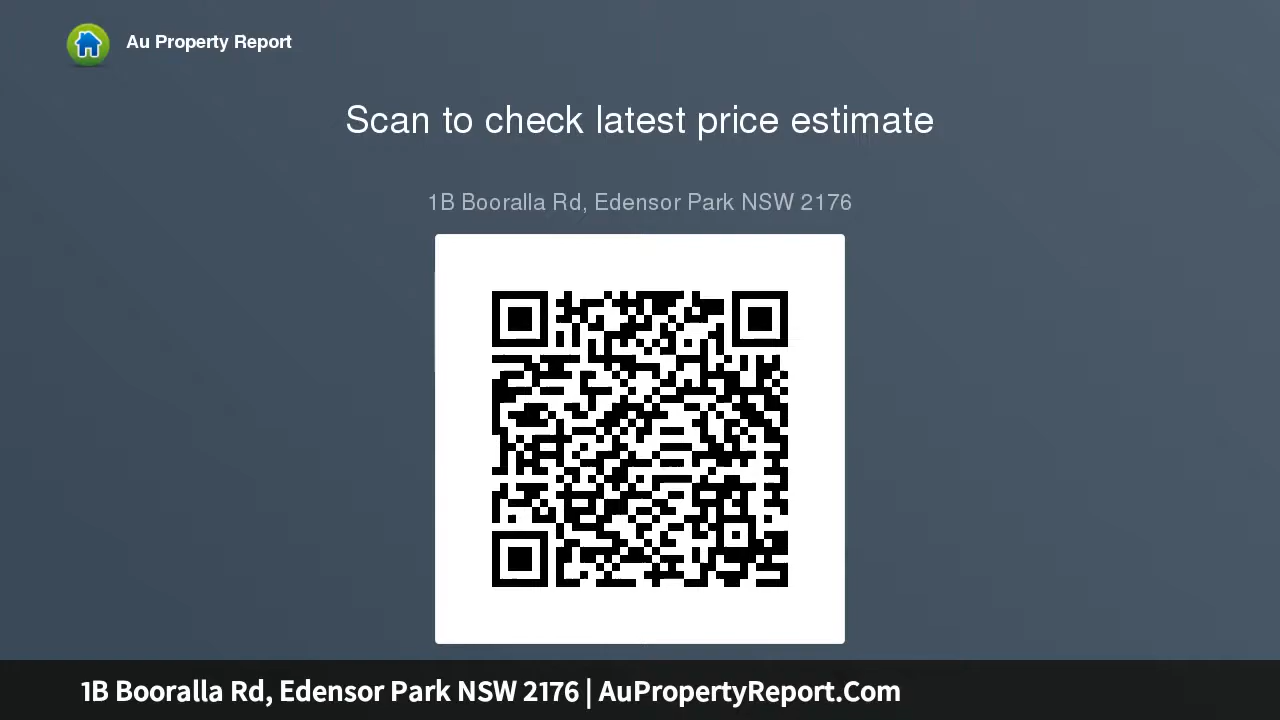 Au Property Report
Scan to check latest price estimate
1B Booralla Rd, Edensor Park NSW 2176
1B Booralla Rd, Edensor Park NSW 2176 | AuPropertyReport.Com